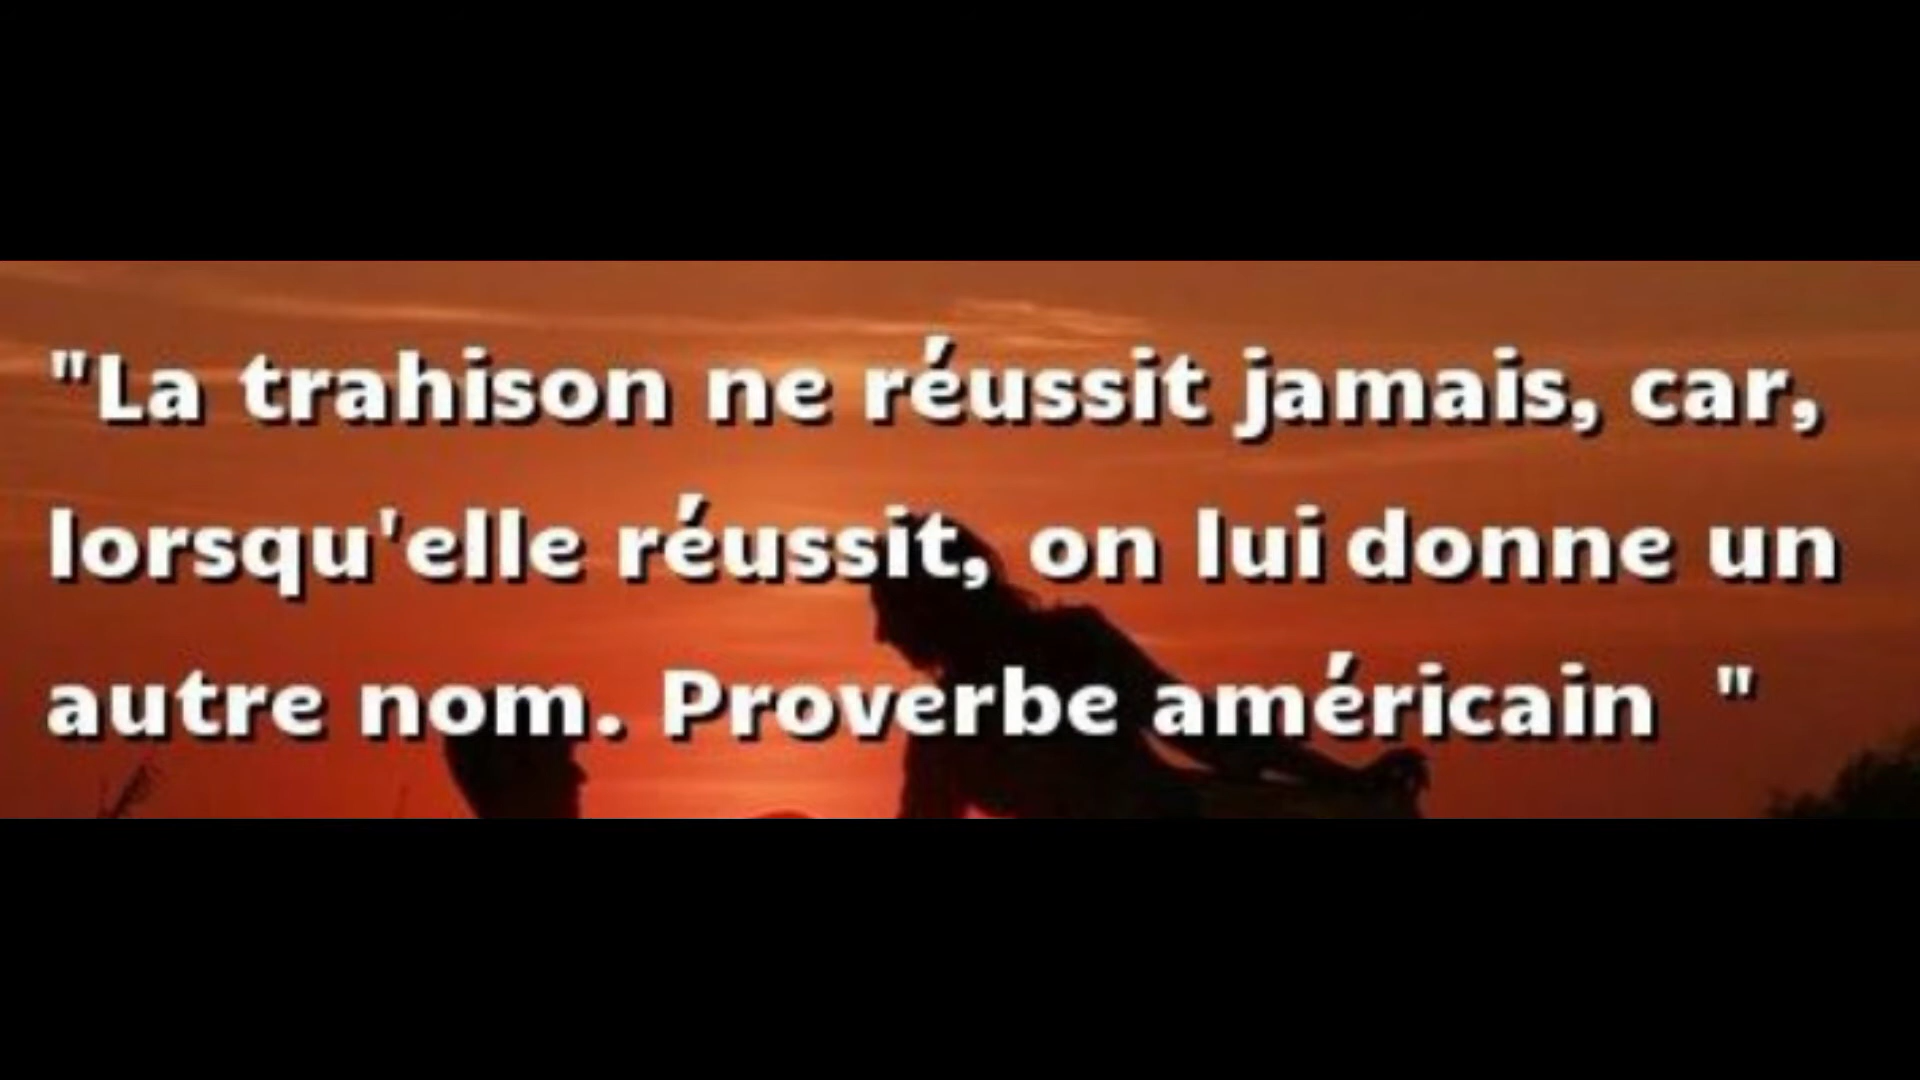 "La trahison ne réussit jamais, car,
lorsqu'elle réussit, on lui donne un
autre nom. Proverbe américain "